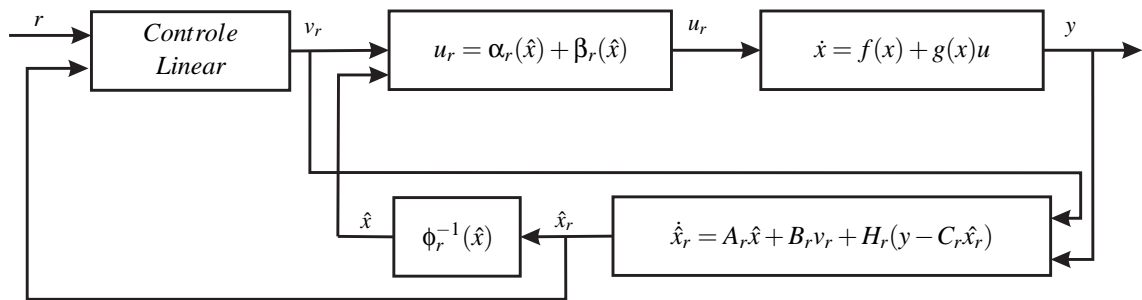 r
Controle
Linear
v_r
u_r = α_r(x̂) + β_r(x̂)
u_r
ẋ = f(x) + g(x)u
y
x̂
ϕ_r^{-1}(x̂)
x̂_r
\dot{x̂}_r = A_r x̂ + B_r v_r + H_r(y − C_r x̂_r)